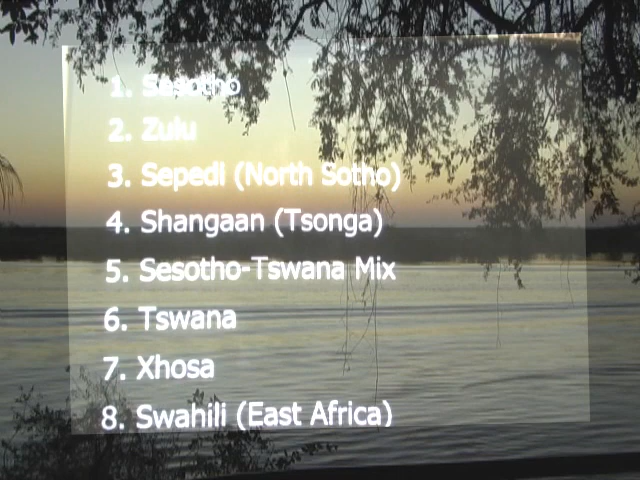 1. Sesotho
2. Zulu
3. Sepedi (North Sotho)
4. Shangaan (Tsonga)
5. Sesotho-Tswana Mix
6. Tswana
7. Xhosa
8. Swahili (East Africa)